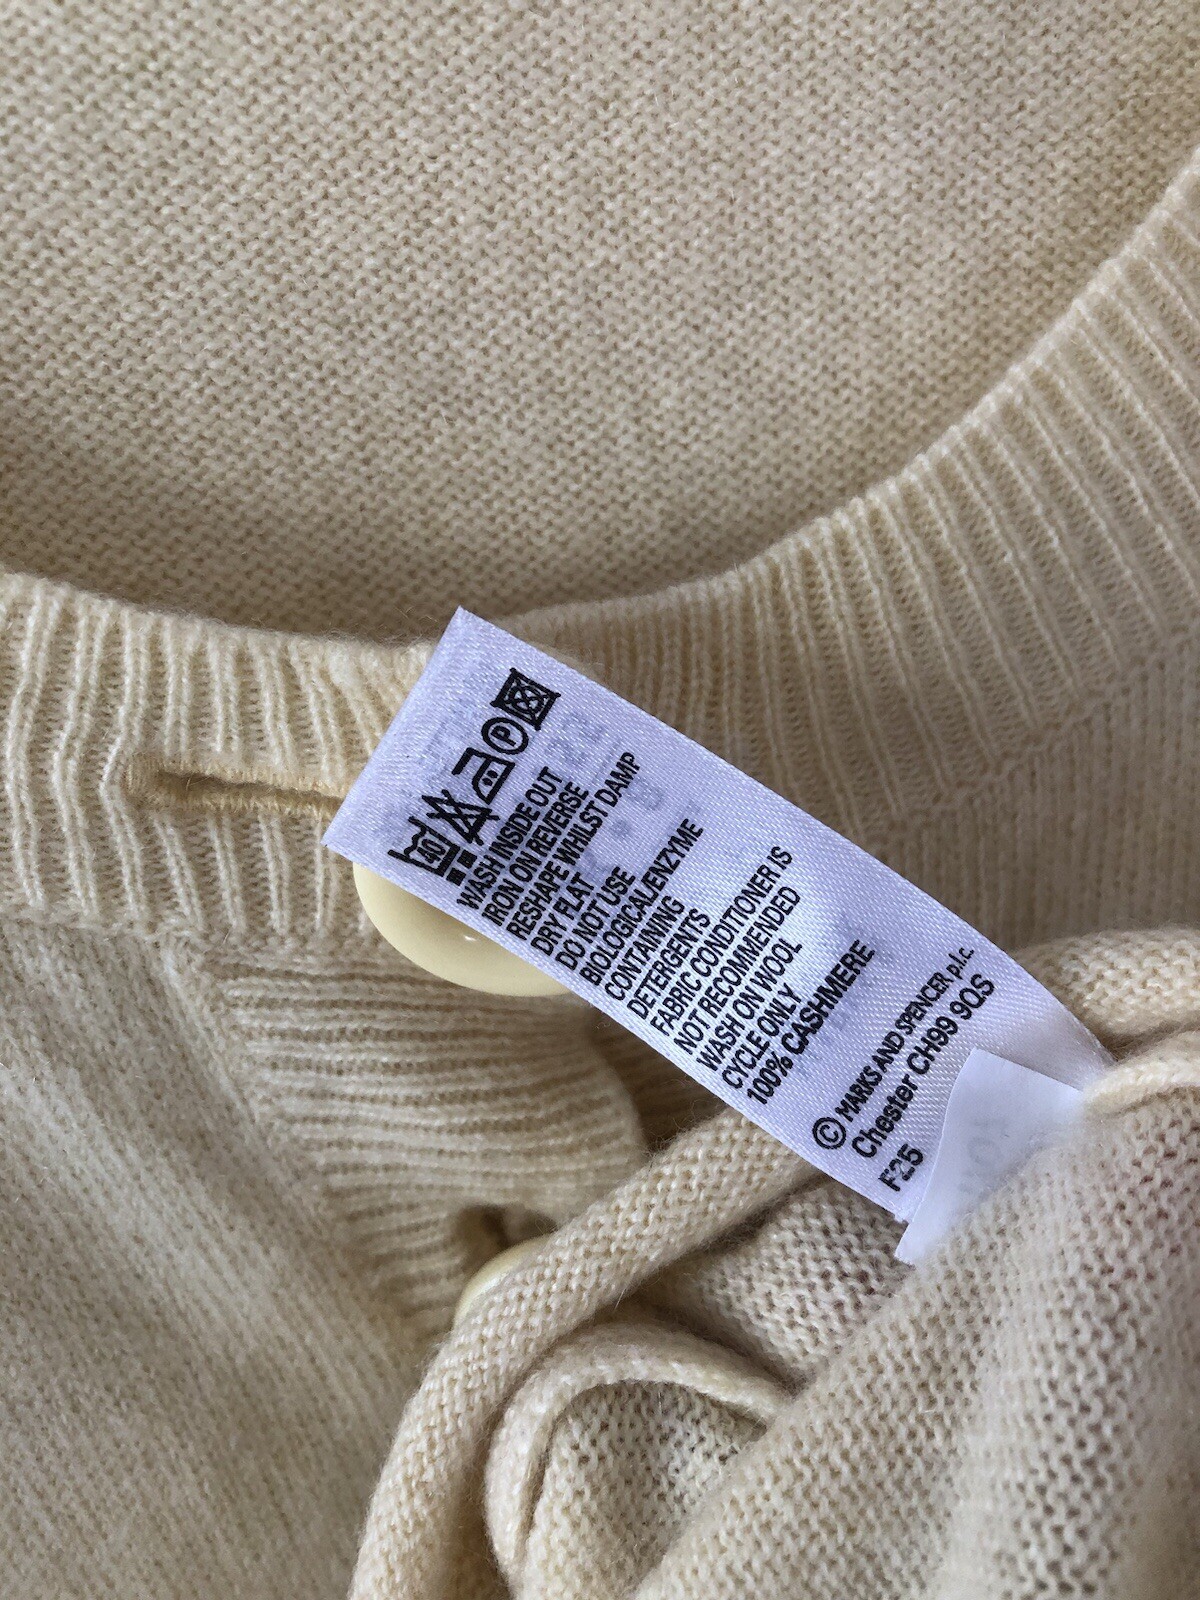 40
P
WASH INSIDE OUT
IRON ON REVERSE
RESHAPE WHILST DAMP
DRY FLAT
DO NOT USE
BIOLOGICAL/ENZYME
CONTAINING
DETERGENTS
FABRIC CONDITIONER IS
NOT RECOMMENDED
WASH ON WOOL
CYCLE ONLY
100% CASHMERE
© MARKS AND SPENCER p.l.c.
Chester CH99 9QS
F25